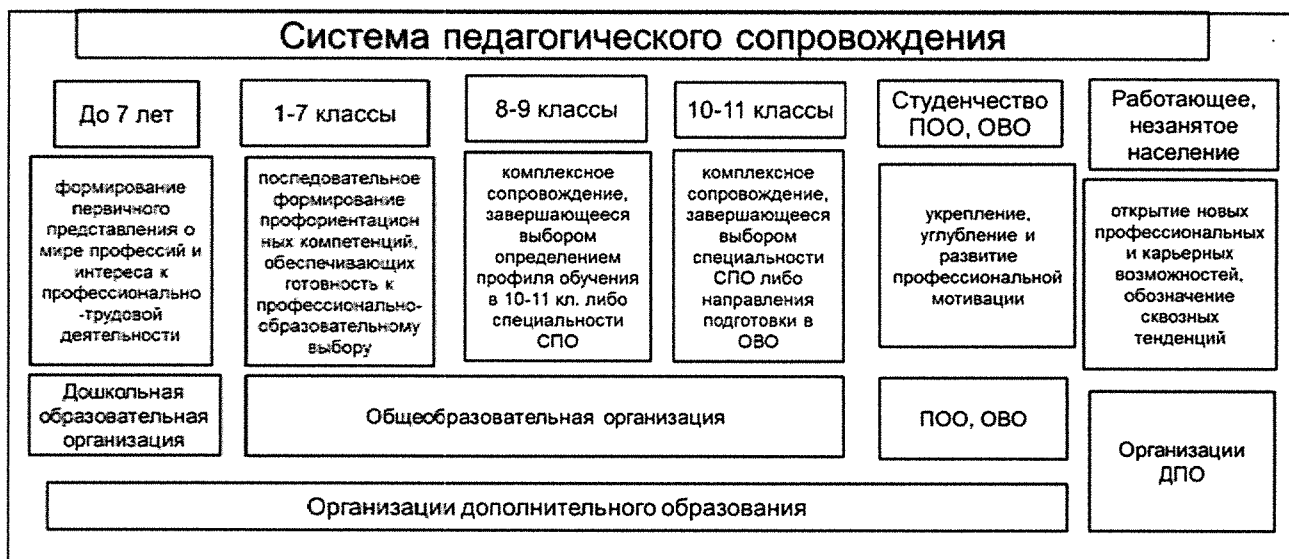 Система педагогического сопровождения
До 7 лет
1-7 классы
8-9 классы
10-11 классы
Студенчество
ПОО, ОВО
Работающее,
незанятое
население
формирование
первичного
представления о
мире профессий и
интереса к
профессионально
-трудовой
деятельности
последовательное
формирование
профориентацион
ных компетенций,
обеспечивающих
готовность к
профессионально-
образовательному
выбору
комплексное
сопровождение,
завершающееся
выбором
определением
профиля обучения
в 10-11 кл. либо
специальности
СПО
комплексное
сопровождение,
завершающееся
выбором
специальности
СПО либо
направления
подготовки в
ОВО
укрепление,
углубление и
развитие
профессиональной
мотивации
открытие новых
профессиональных
и карьерных
возможностей,
обозначение
сквозных
тенденций
Дошкольная
образовательная
организация
Общеобразовательная организация
ПОО, ОВО
Организации
ДПО
Организации дополнительного образования